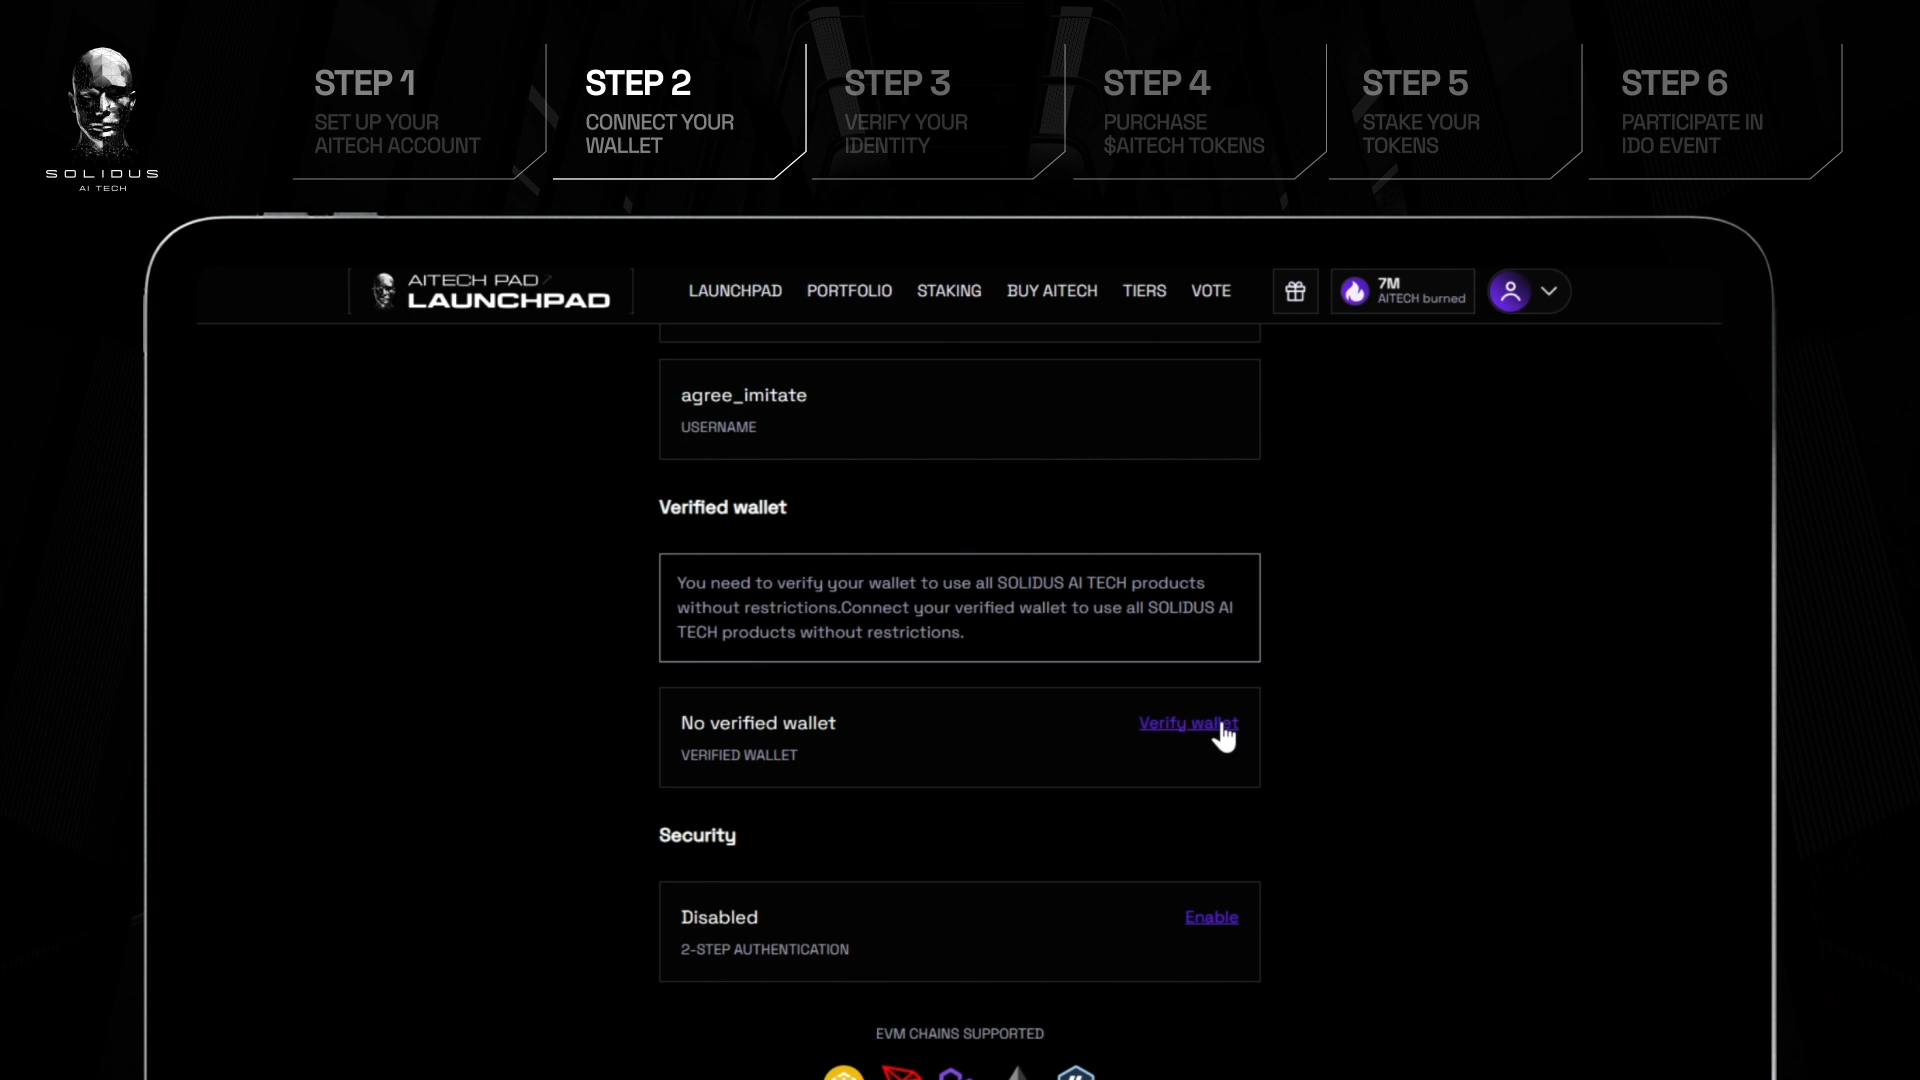 STEP 1
SET UP YOUR
AITECH ACCOUNT
STEP 2
CONNECT YOUR
WALLET
STEP 3
VERIFY YOUR
IDENTITY
STEP 4
PURCHASE
$AITECH TOKENS
STEP 5
STAKE YOUR
TOKENS
STEP 6
PARTICIPATE IN
IDO EVENT
SOLIDUS
AI TECH
AITECH PAD
LAUNCHPAD
LAUNCHPAD PORTFOLIO STAKING BUY AITECH TIERS VOTE
7M
AITECH burned
agree_imitate
USERNAME
Verified wallet
You need to verify your wallet to use all SOLIDUS AI TECH products
without restrictions.Connect your verified wallet to use all SOLIDUS AI
TECH products without restrictions.
No verified wallet
Verify wallet
VERIFIED WALLET
Security
Disabled
Enable
2-STEP AUTHENTICATION
EVM CHAINS SUPPORTED